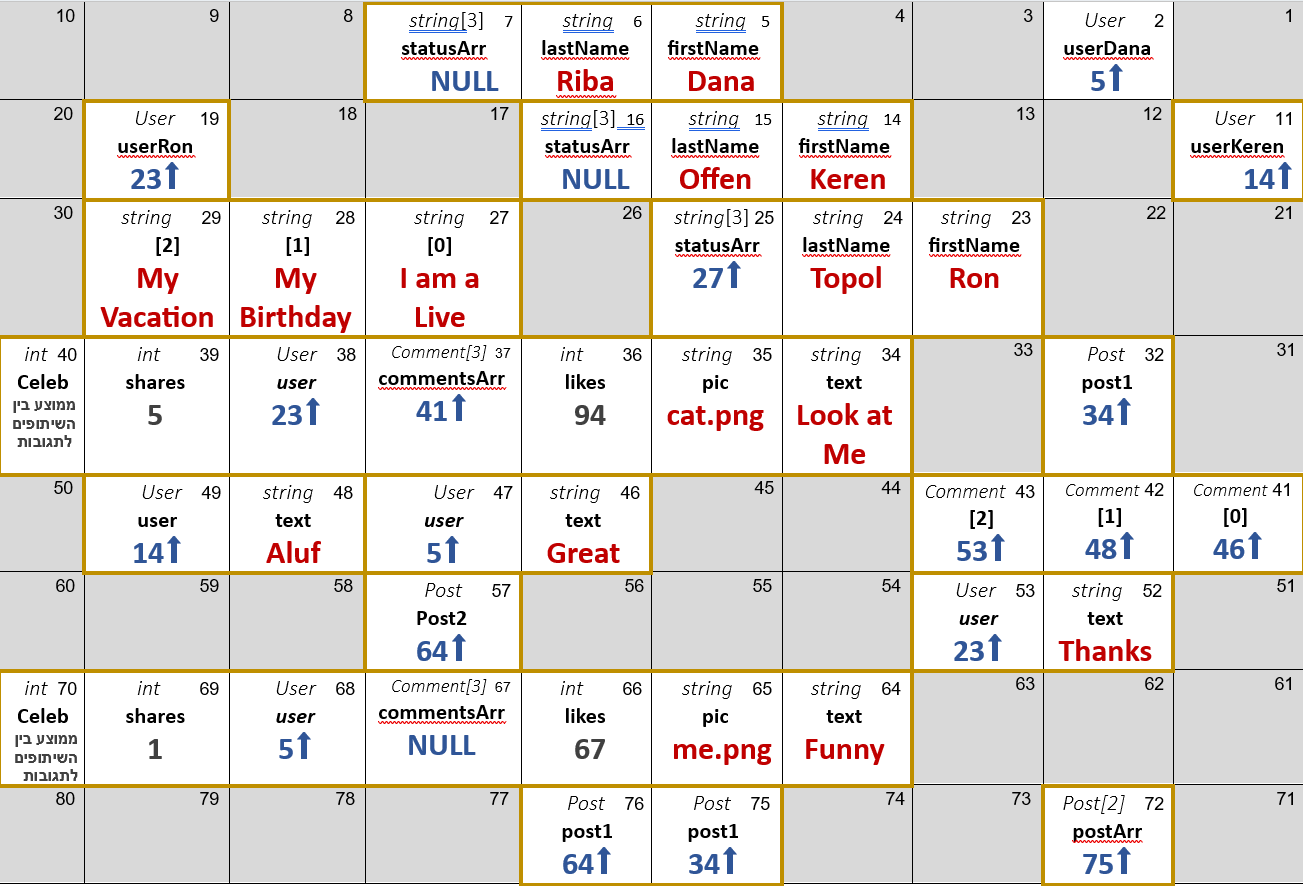 10
9
8
string[3] 7
statusArr
NULL
string 6
lastName
Riba
string 5
firstName
Dana
4
3
User 2
userDana
5⬆
1
20
User 19
userRon
23⬆
18
17
string[3] 16
statusArr
NULL
string 15
lastName
Offen
string 14
firstName
Keren
13
12
User 11
userKeren
14⬆
30
string 29
[2]
My
Vacation
string 28
[1]
My
Birthday
string 27
[0]
I am a
Live
26
string[3] 25
statusArr
27⬆
string 24
lastName
Topol
string 23
firstName
Ron
22
21
int 40
Celeb
ממוצע בין
השיתופים
לתגובות
int 39
shares
5
User 38
user
23⬆
Comment[3] 37
commentsArr
41⬆
int 36
likes
94
string 35
pic
cat.png
string 34
text
Look at
Me
33
Post 32
post1
34⬆
31
50
User 49
user
14⬆
string 48
text
Aluf
User 47
user
5⬆
string 46
text
Great
45
44
Comment 43
[2]
53⬆
Comment 42
[1]
48⬆
Comment 41
[0]
46⬆
60
59
58
Post 57
Post2
64⬆
56
55
54
User 53
user
23⬆
string 52
text
Thanks
51
int 70
Celeb
ממוצע בין
השיתופים
לתגובות
int 69
shares
1
User 68
user
5⬆
Comment[3] 67
commentsArr
NULL
int 66
likes
67
string 65
pic
me.png
string 64
text
Funny
63
62
61
80
79
78
77
Post 76
post1
64⬆
Post 75
post1
34⬆
74
73
Post[2] 72
postArr
75⬆
71